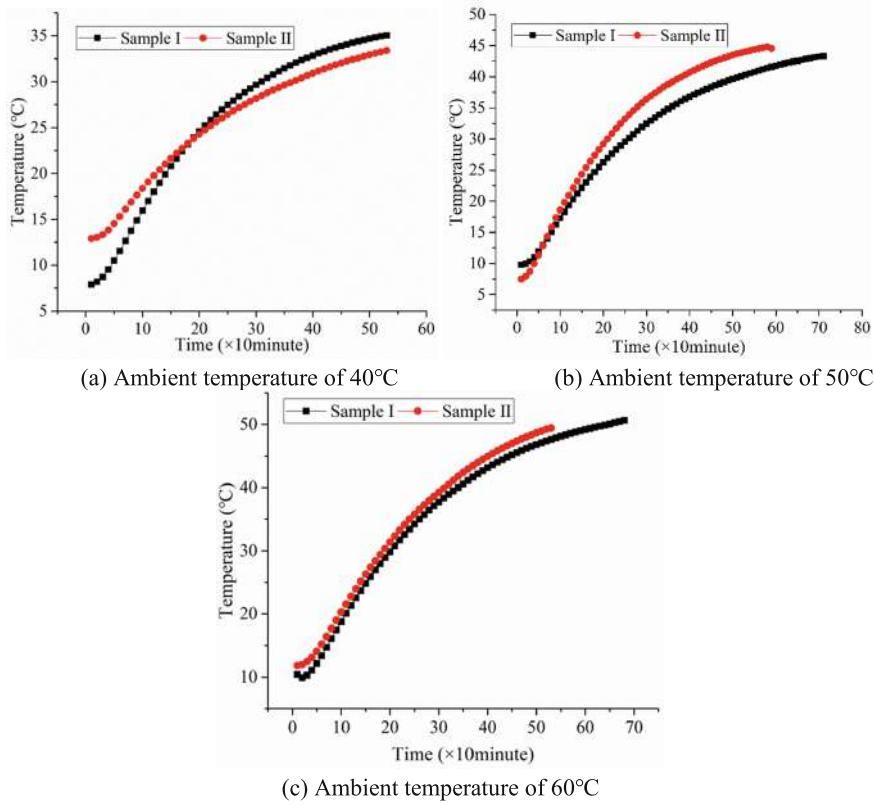 Sample I Sample II
35
30
25
20
15
10
5
Temperature (℃)
0 10 20 30 40 50 60
Time (×10minute)
(a) Ambient temperature of 40℃
Sample I Sample II
50
45
40
35
30
25
20
15
10
5
Temperature (℃)
0 10 20 30 40 50 60 70 80
Time (×10minute)
(b) Ambient temperature of 50℃
Sample I Sample II
50
40
30
20
10
Temperature (℃)
0 10 20 30 40 50 60 70
Time (×10minute)
(c) Ambient temperature of 60℃